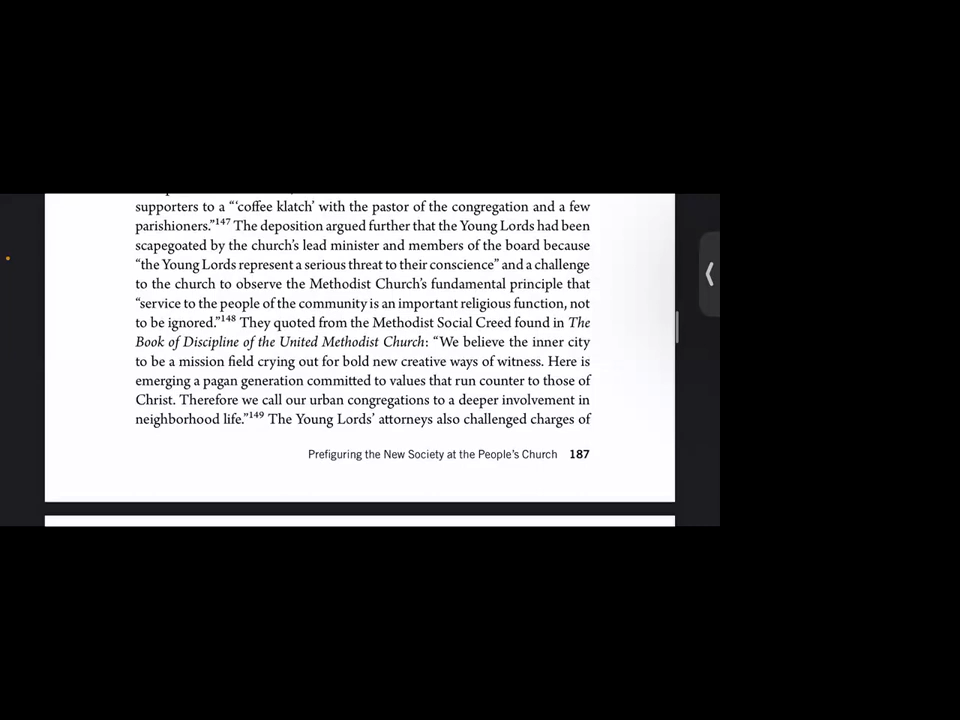 supporters to a “‘coffee klatch’ with the pastor of the congregation and a few
parishioners.”147 The deposition argued further that the Young Lords had been
scapegoated by the church’s lead minister and members of the board because
“the Young Lords represent a serious threat to their conscience” and a challenge
to the church to observe the Methodist Church’s fundamental principle that
“service to the people of the community is an important religious function, not
to be ignored.”148 They quoted from the Methodist Social Creed found in The
Book of Discipline of the United Methodist Church: “We believe the inner city
to be a mission field crying out for bold new creative ways of witness. Here is
emerging a pagan generation committed to values that run counter to those of
Christ. Therefore we call our urban congregations to a deeper involvement in
neighborhood life.”149 The Young Lords’ attorneys also challenged charges of
Prefiguring the New Society at the People’s Church 187